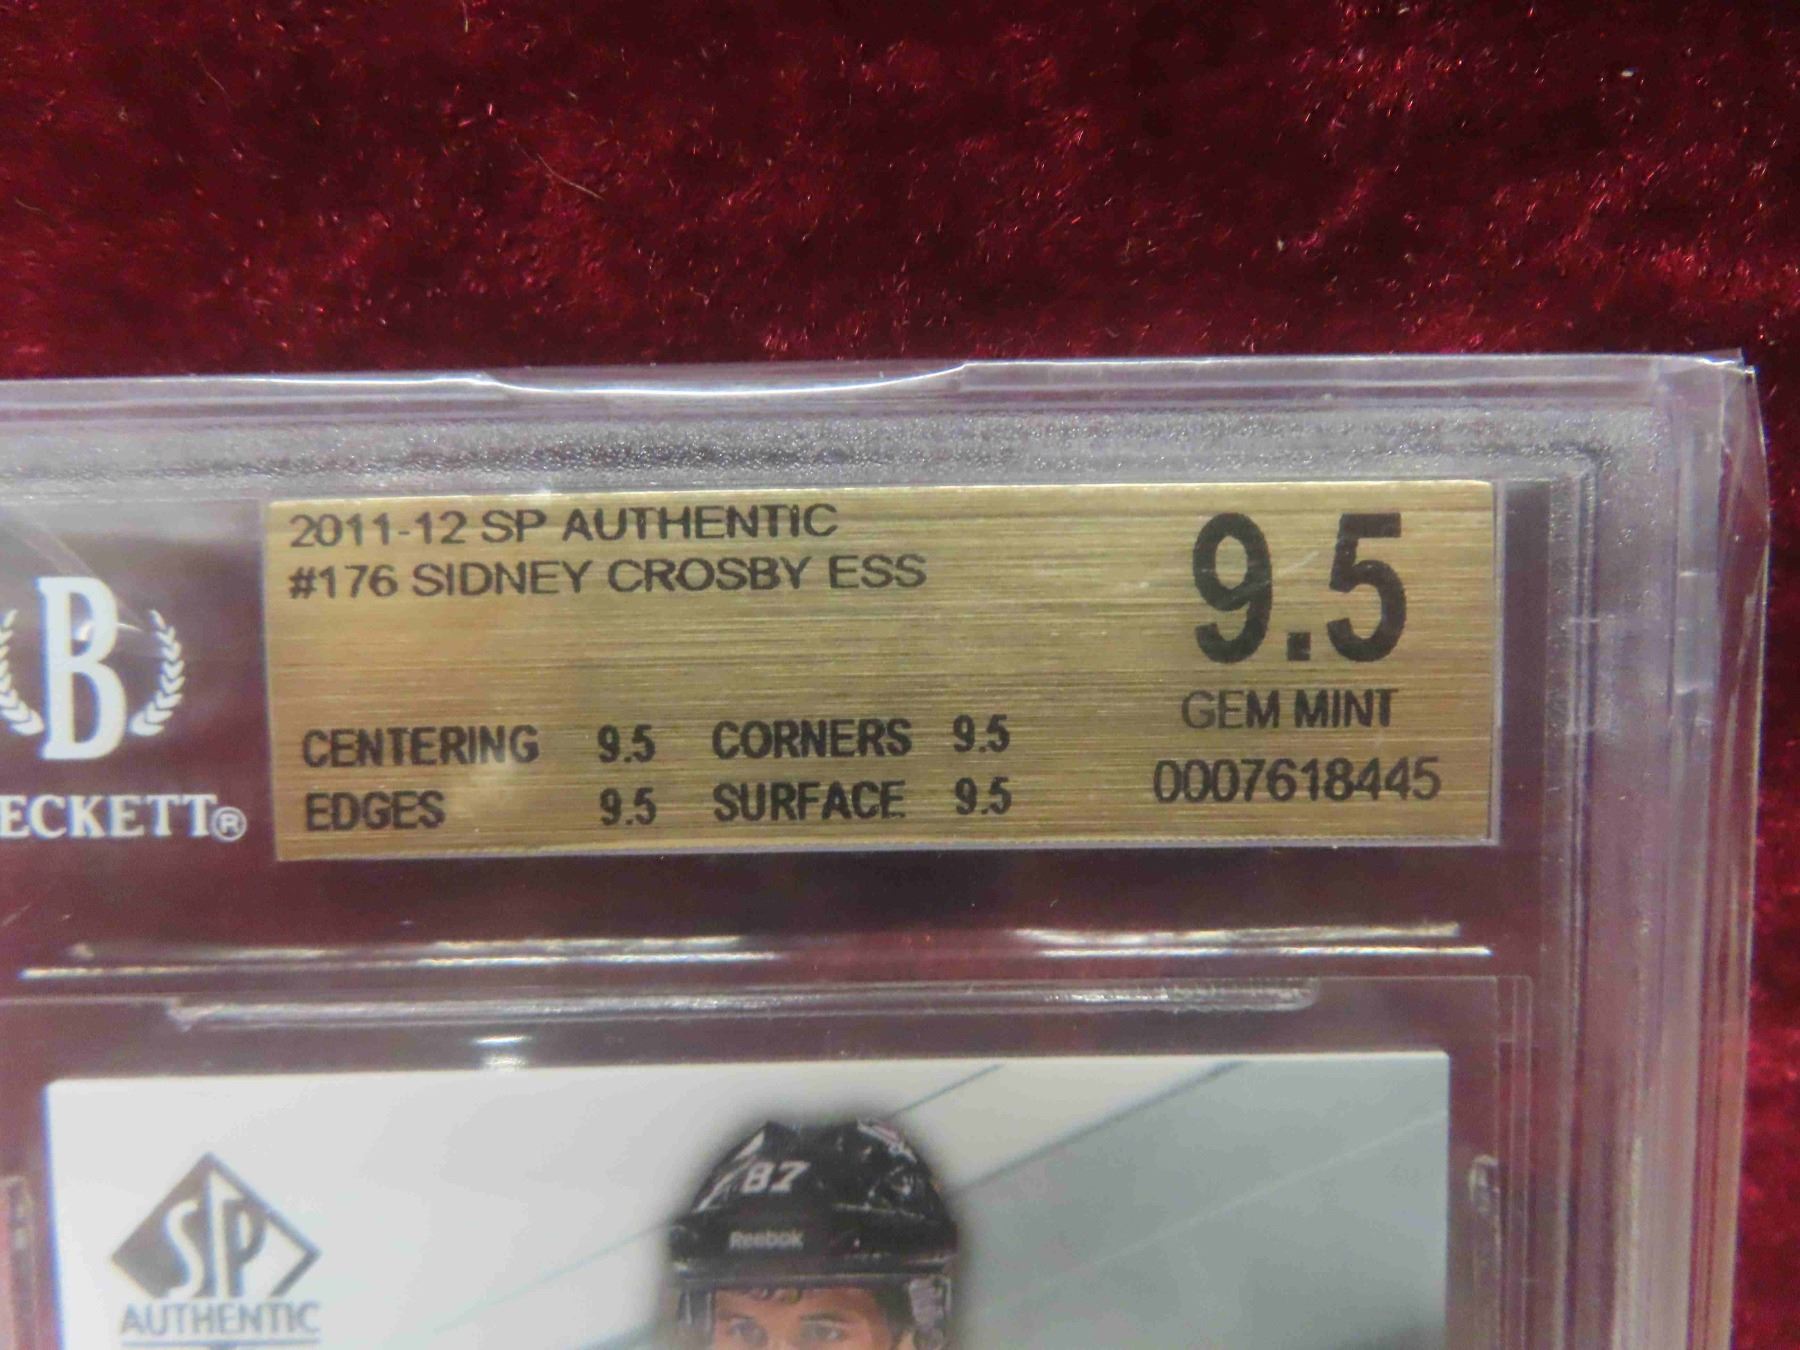 2011-12 SP AUTHENTIC
#176 SIDNEY CROSBY ESS
9.5
GEM MINT
0007618445
CENTERING 9.5 CORNERS 9.5
EDGES 9.5 SURFACE 9.5
B
ECKETT®
87
Reebok
SP
AUTHENTIC